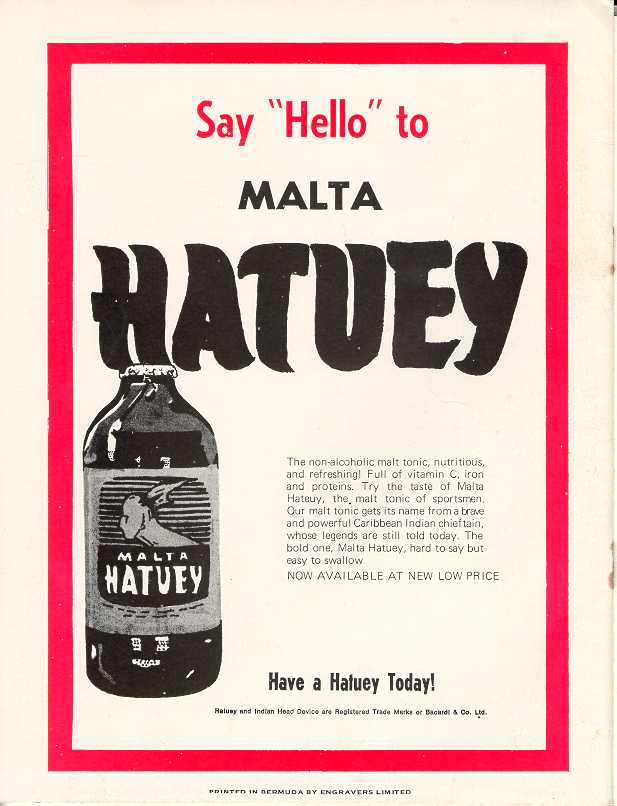 Say "Hello" to
MALTA
HATUEY
The non-alcoholic malt tonic, nutritious,
and refreshing! Full of vitamin C, iron
and proteins. Try the taste of Malta
Hateuy, the malt tonic of sportsmen.
Our malt tonic gets its name from a brave
and powerful Caribbean Indian chieftain,
whose legends are still told today. The
bold one, Malta Hatuey, hard to say but
easy to swallow
NOW AVAILABLE AT NEW LOW PRICE
MALTA
HATUEY
Have a Hatuey Today!
Hatuey and Indian Head Device are Registered Trade Marks or Bacardi & Co. Ltd.
PRINTED IN BERMUDA BY ENGRAVERS LIMITED